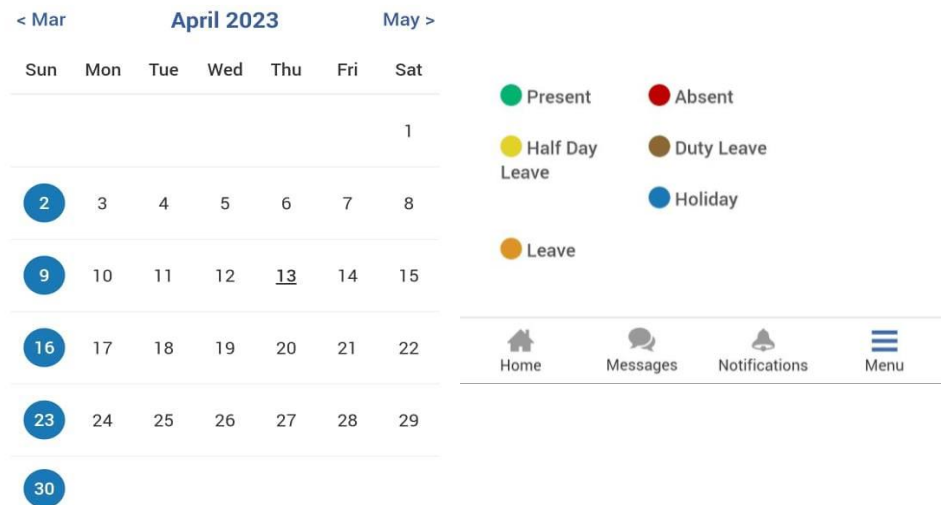 < Mar April 2023 May >
Sun Mon Tue Wed Thu Fri Sat
1
2 3 4 5 6 7 8
9 10 11 12 13 14 15
16 17 18 19 20 21 22
23 24 25 26 27 28 29
30
Present Absent
Half Day Duty Leave
Leave
Holiday
Leave
Home Messages Notifications Menu